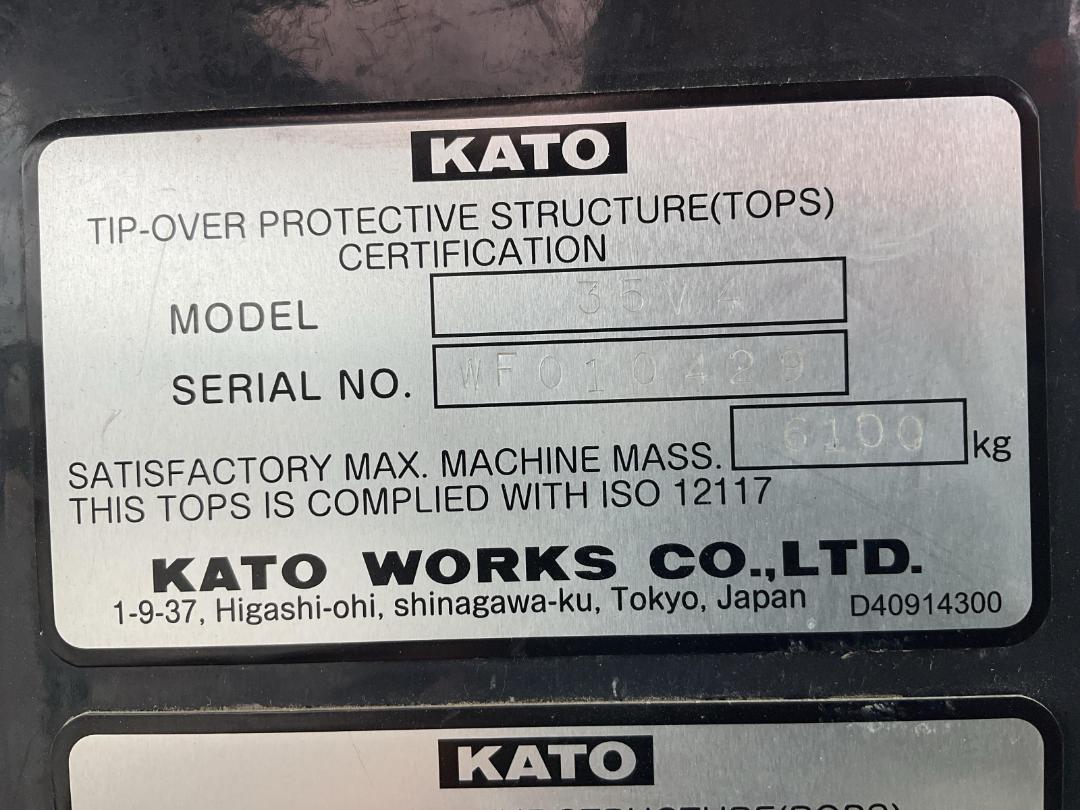 KATO
TIP-OVER PROTECTIVE STRUCTURE(TOPS)
CERTIFICATION
MODEL 35V4
SERIAL NO. WF010429
SATISFACTORY MAX. MACHINE MASS. 6100 kg
THIS TOPS IS COMPLIED WITH ISO 12117
KATO WORKS CO.,LTD.
1-9-37, Higashi-ohi, shinagawa-ku, Tokyo, Japan D40914300
KATO